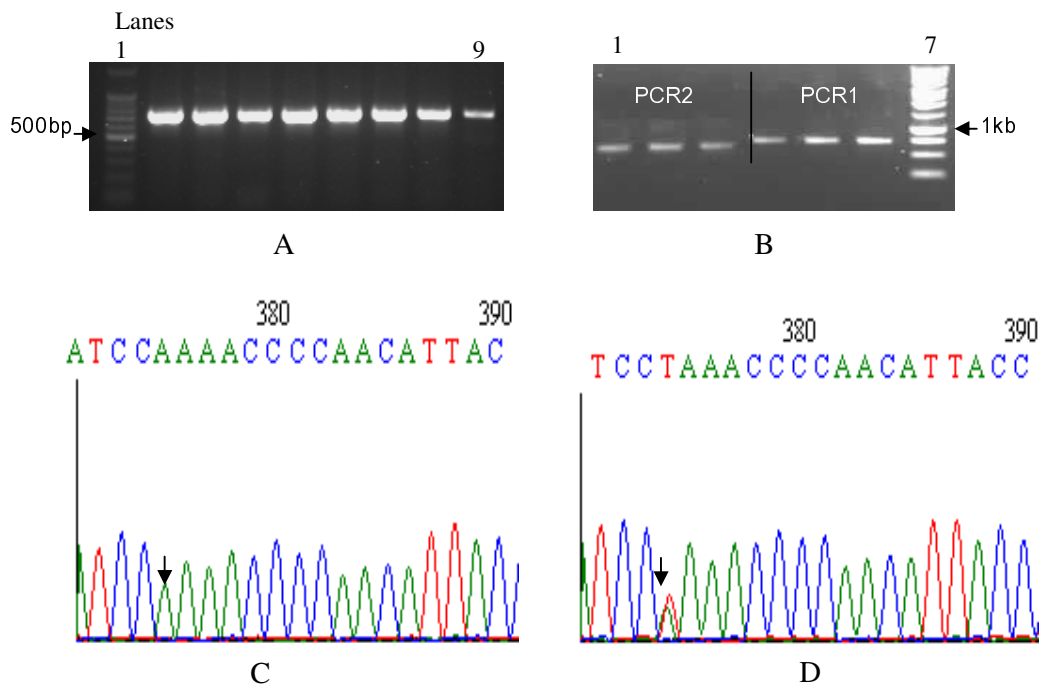 Lanes
1 9
500bp
A
1 7
PCR2 PCR1
1kb
B
380 390
ATCCAAAACCCCAACATTAC
C
380 390
TCCTAAACCCCAACATTACC
D